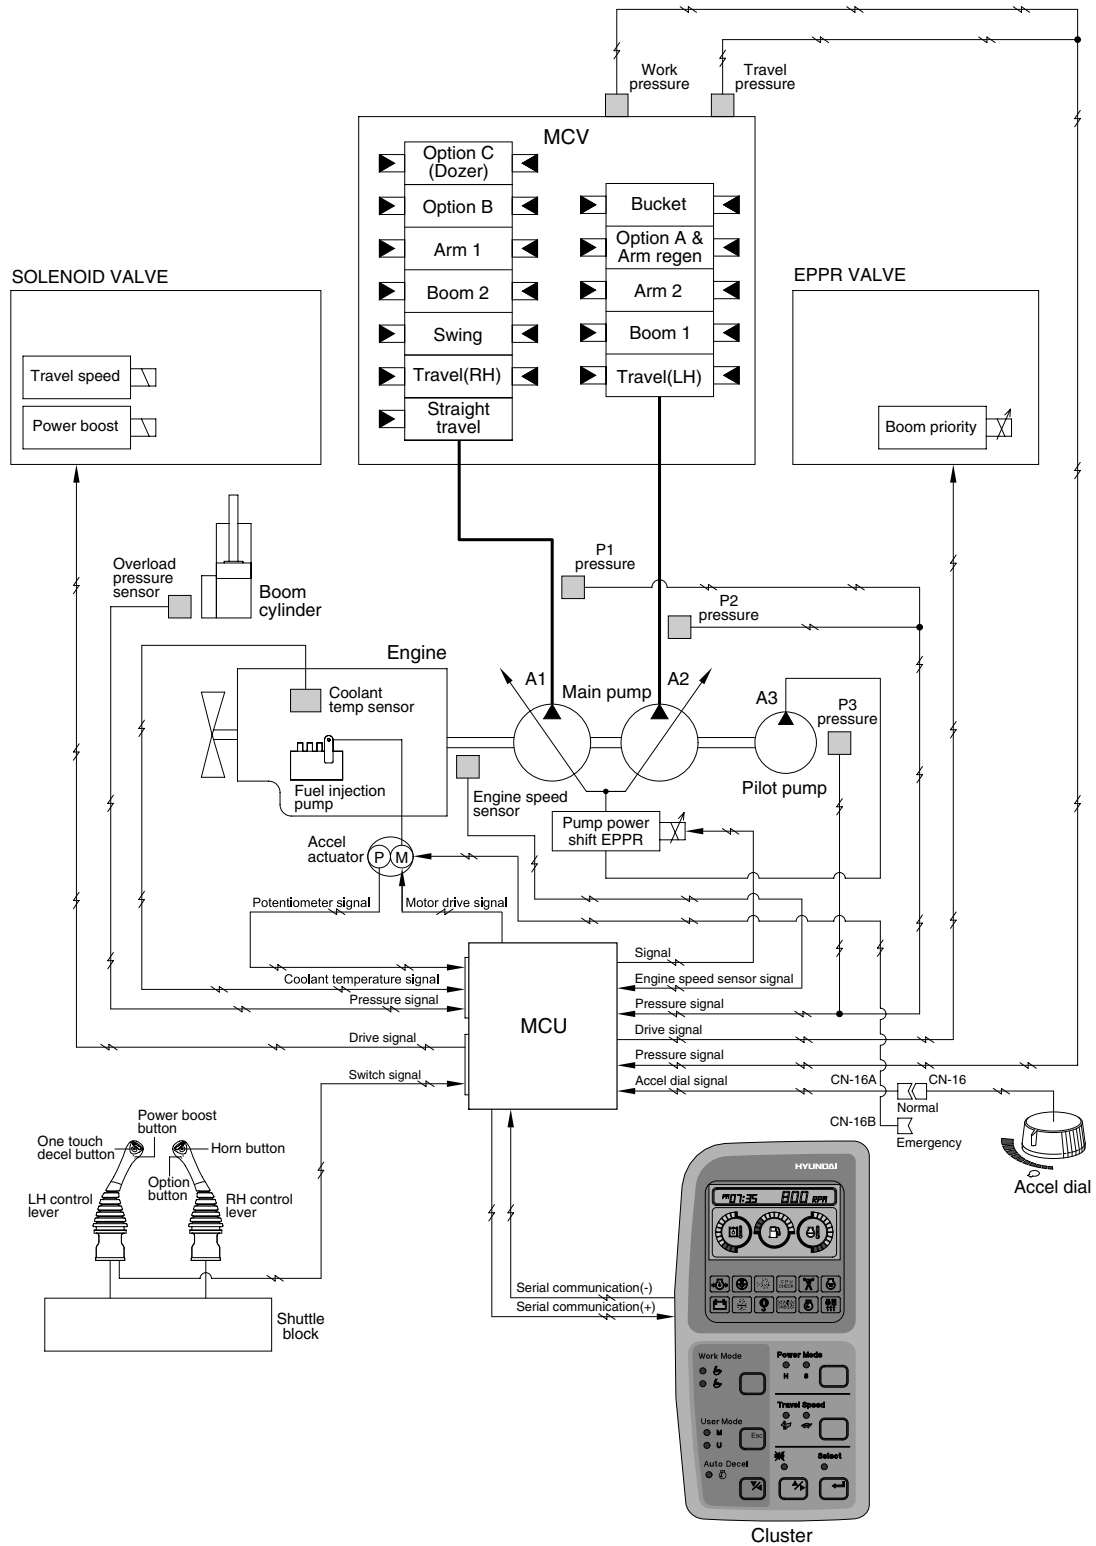 Work
pressure
Travel
pressure
MCV
Option C
(Dozer)
Option B
Arm 1
Boom 2
Swing
Travel(RH)
Straight
travel
Bucket
Option A &
Arm regen
Arm 2
Boom 1
Travel(LH)
SOLENOID VALVE
Travel speed
Power boost
EPPR VALVE
Boom priority
Overload
pressure
sensor
Boom
cylinder
P1
pressure
P2
pressure
Engine
Coolant
temp sensor
A1
Main pump
A2
A3
P3
pressure
Fuel injection
pump
Engine speed
sensor
Pilot pump
Pump power
shift EPPR
Accel
actuator
P
M
Potentiometer signal
Motor drive signal
Coolant temperature signal
Pressure signal
Drive signal
Switch signal
MCU
Signal
Engine speed sensor signal
Pressure signal
Drive signal
Pressure signal
Accel dial signal
CN-16A
CN-16
Normal
CN-16B
Emergency
Accel dial
Power boost
button
One touch
decel button
Horn button
Option
button
LH control
lever
RH control
lever
Shuttle
block
Serial communication(-)
Serial communication(+)
HYUNDAI
PM 07:35
800 RPM
CPU
CHECK
Work Mode
Power Mode
H
S
User Mode
M
U
Esc
Travel Speed
Auto Decel
Select
Cluster